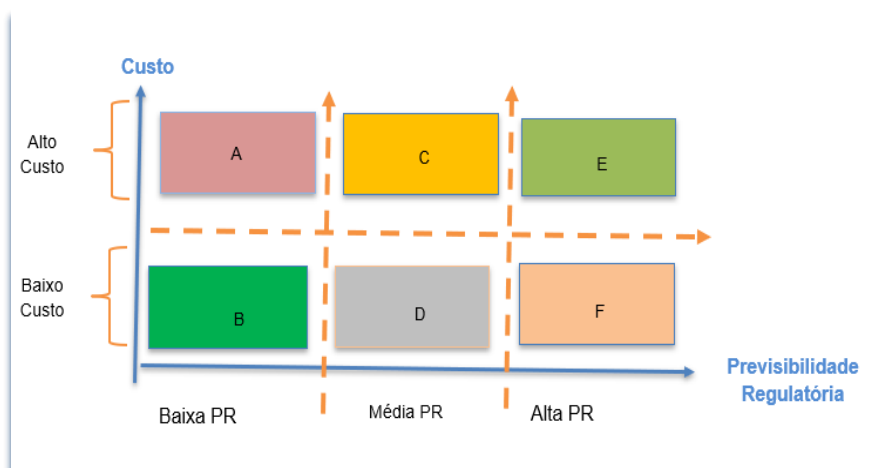 Custo
Alto
Custo
A
C
E
Baixo
Custo
B
D
F
Previsibilidade
Regulatória
Baixa PR
Média PR
Alta PR